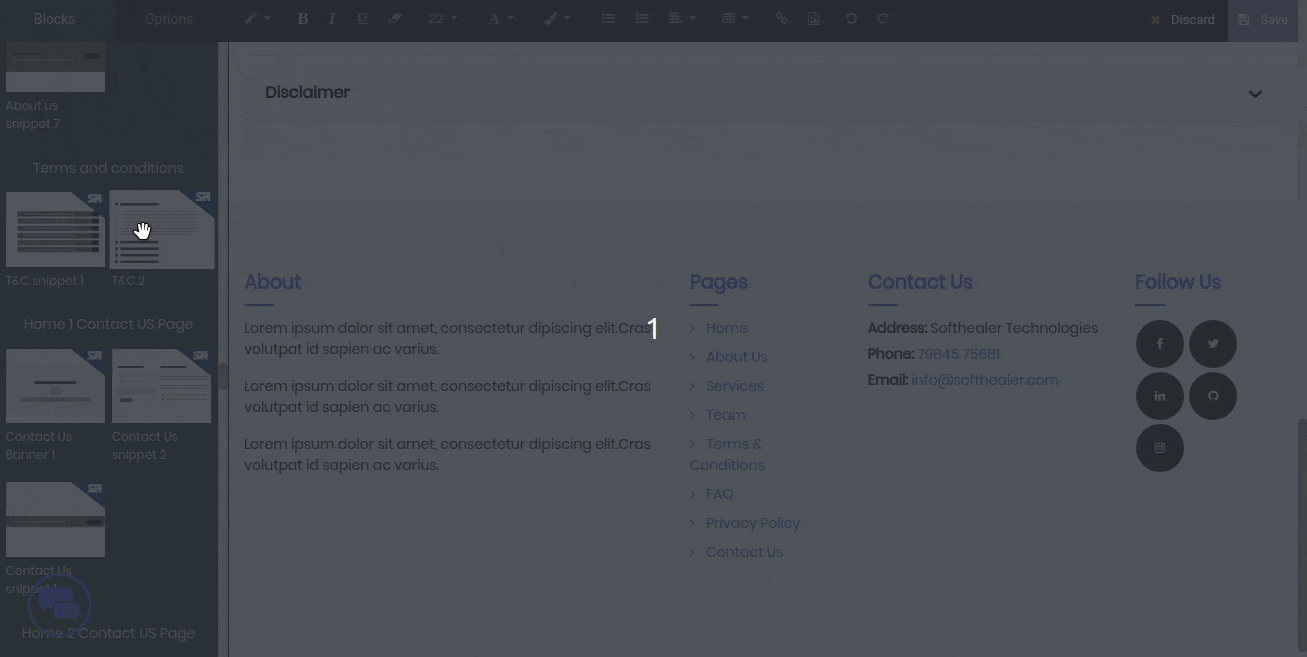 Blocks
Options
B I U 22 A
Discard
Save
About us
snippet 7
Terms and conditions
T&C snippet 1
T&C 2
Home 1 Contact US Page
Contact Us
Banner 1
Contact Us
snippet 2
Contact Us
Home 2 Contact US Page
Disclaimer
1
About
Lorem ipsum dolor sit amet, consectetur dipiscing elit.Cras
volutpat id sapien ac varius.
Lorem ipsum dolor sit amet, consectetur dipiscing elit.Cras
volutpat id sapien ac varius.
Lorem ipsum dolor sit amet, consectetur dipiscing elit.Cras
volutpat id sapien ac varius.
Pages
> Home
> About Us
> Services
> Team
> Terms &
Conditions
> FAQ
> Privacy Policy
> Contact Us
Contact Us
Address: Softhealer Technologies
Phone: 79845 75681
Email: info@softhealer.com
Follow Us